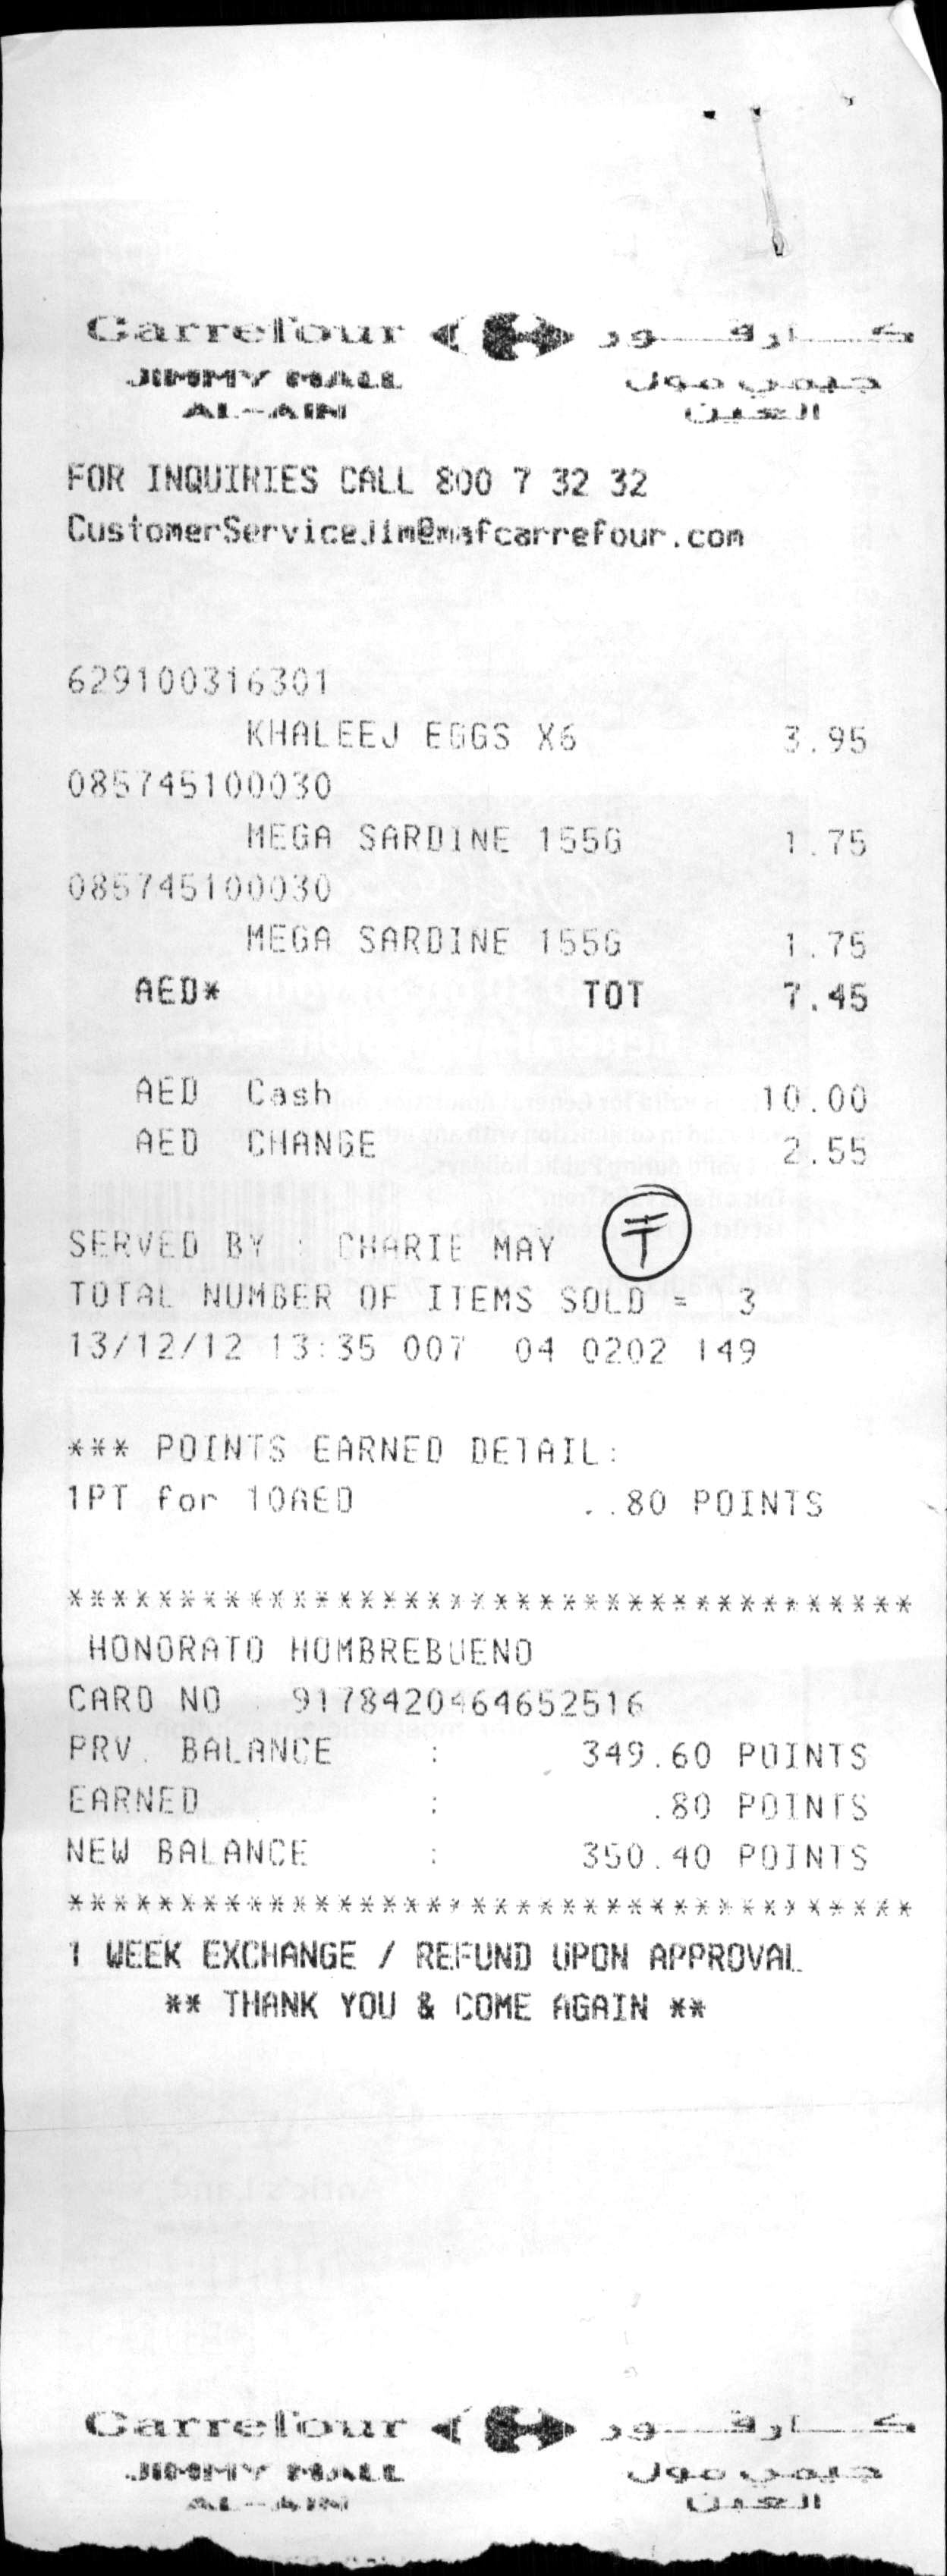 Carrefour كارفور
JIMMY MALL جيمي مول
AL-AIN العين
FOR INQUIRIES CALL 800 7 32 32
CustomerServiceJim@mafcarrefour.com
629100316301
KHALEEJ EGGS X6 3.95
085745100030
MEGA SARDINE 155G 1.75
085745100030
MEGA SARDINE 155G 1.75
AED* TOT 7.45
AED Cash 10.00
AED CHANGE 2.55
SERVED BY : CHARIE MAY
TOTAL NUMBER OF ITEMS SOLD = 3
13/12/12 13:35 007 04 0202 149
*** POINTS EARNED DETAIL:
1PT for 10AED ..80 POINTS
**************************************
HONORATO HOMBREBUENO
CARD NO . 9178420464652516
PRV. BALANCE : 349.60 POINTS
EARNED : .80 POINTS
NEW BALANCE : 350.40 POINTS
**************************************
1 WEEK EXCHANGE / REFUND UPON APPROVAL
** THANK YOU & COME AGAIN **
Carrefour كارفور
JIMMY MALL جيمي مول
AL-AIN العين